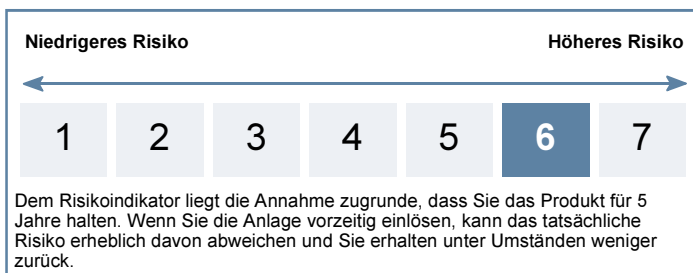 Niedrigeres Risiko Höheres Risiko
1 2 3 4 5 6 7
Dem Risikoindikator liegt die Annahme zugrunde, dass Sie das Produkt für 5
Jahre halten. Wenn Sie die Anlage vorzeitig einlösen, kann das tatsächliche
Risiko erheblich davon abweichen und Sie erhalten unter Umständen weniger
zurück.